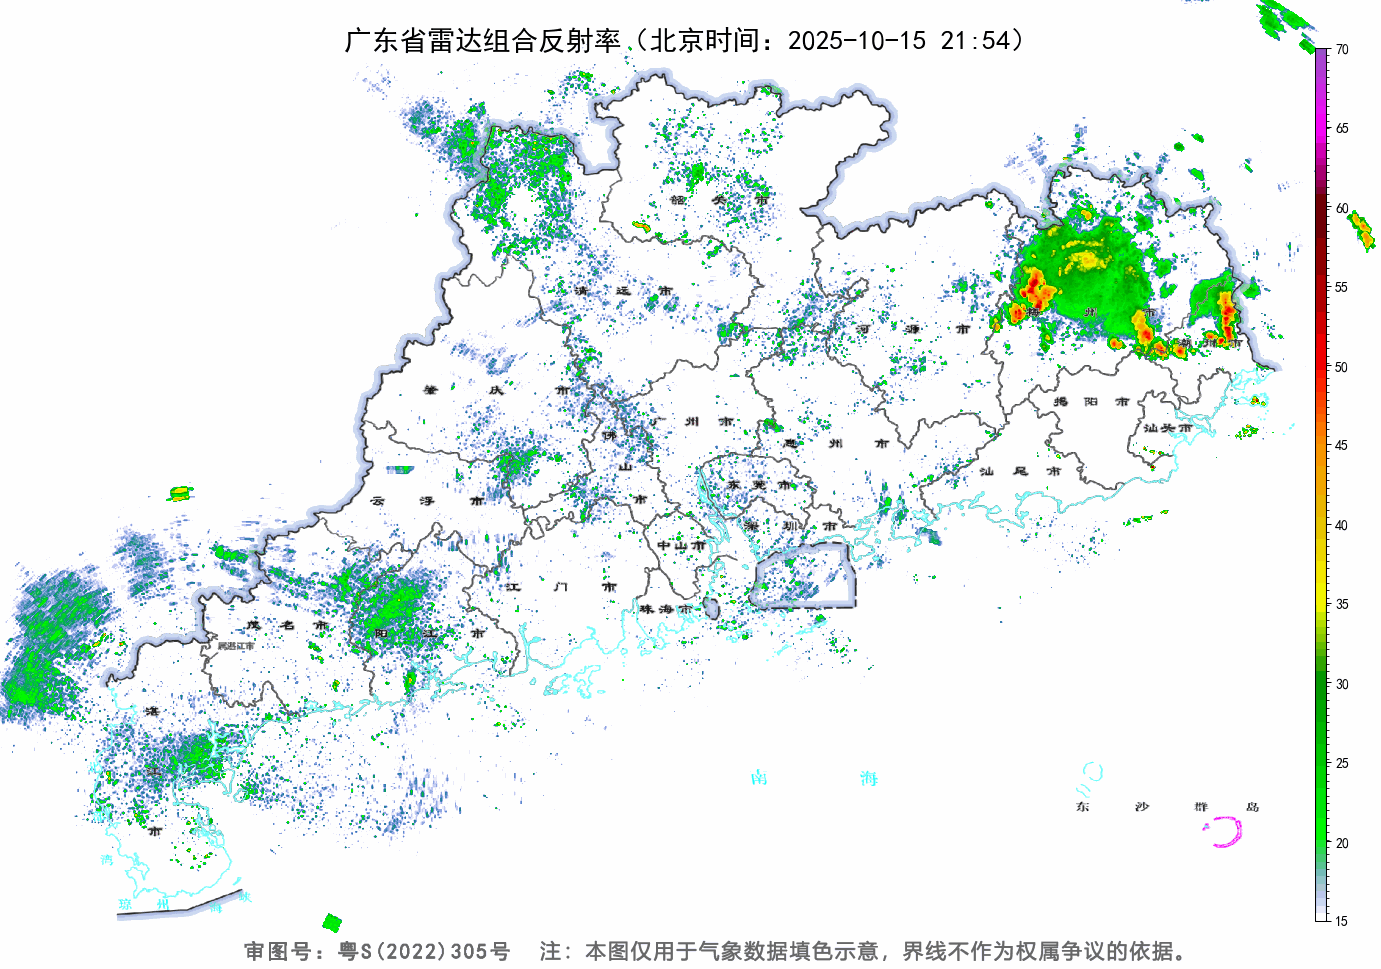 广东省雷达组合反射率（北京时间：2025-10-15 21:54）
70
65
60
55
50
45
40
35
30
25
20
15
韶 关 市
清 远 市
河 源 市
梅 州 市
潮 州 市
肇 庆 市
广 州 市
惠 州 市
揭 阳 市
汕头市
佛 山 市
东 莞 市
汕 尾 市
云 浮 市
深 圳 市
中山市
江 门 市
珠海市
茂 名 市
阳 江 市
属湛江市
湛 江 市
南 海
东 沙 群 岛
湾
琼 州 海 峡
审图号：粤S(2022)305号 注：本图仅用于气象数据填色示意，界线不作为权属争议的依据。